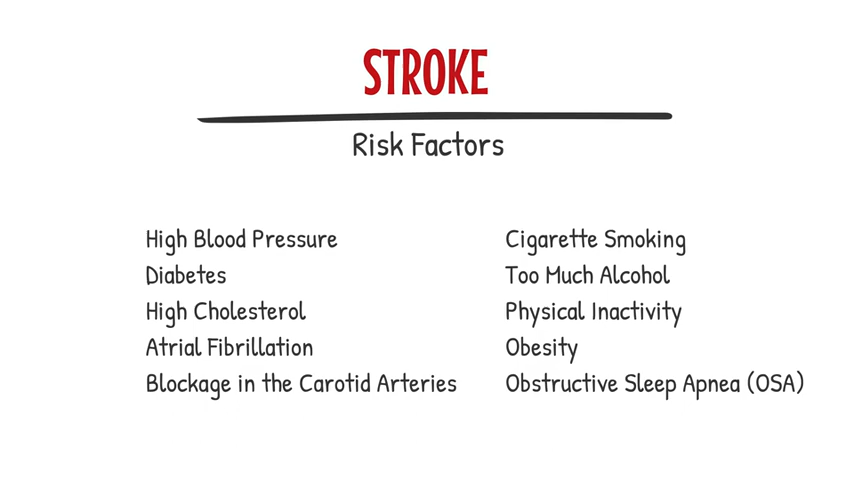 STROKE
Risk Factors
High Blood Pressure
Diabetes
High Cholesterol
Atrial Fibrillation
Blockage in the Carotid Arteries
Cigarette Smoking
Too Much Alcohol
Physical Inactivity
Obesity
Obstructive Sleep Apnea (OSA)